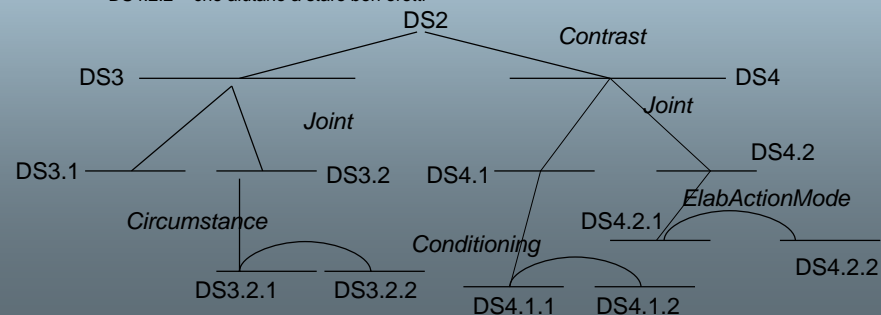 DS2
Contrast
DS3
DS4
Joint
Joint
DS3.1
DS3.2
DS4.1
DS4.2
Circumstance
Conditioning
DS4.2.1
ElabActionMode
DS4.2.2
DS3.2.1
DS3.2.2
DS4.1.1
DS4.1.2